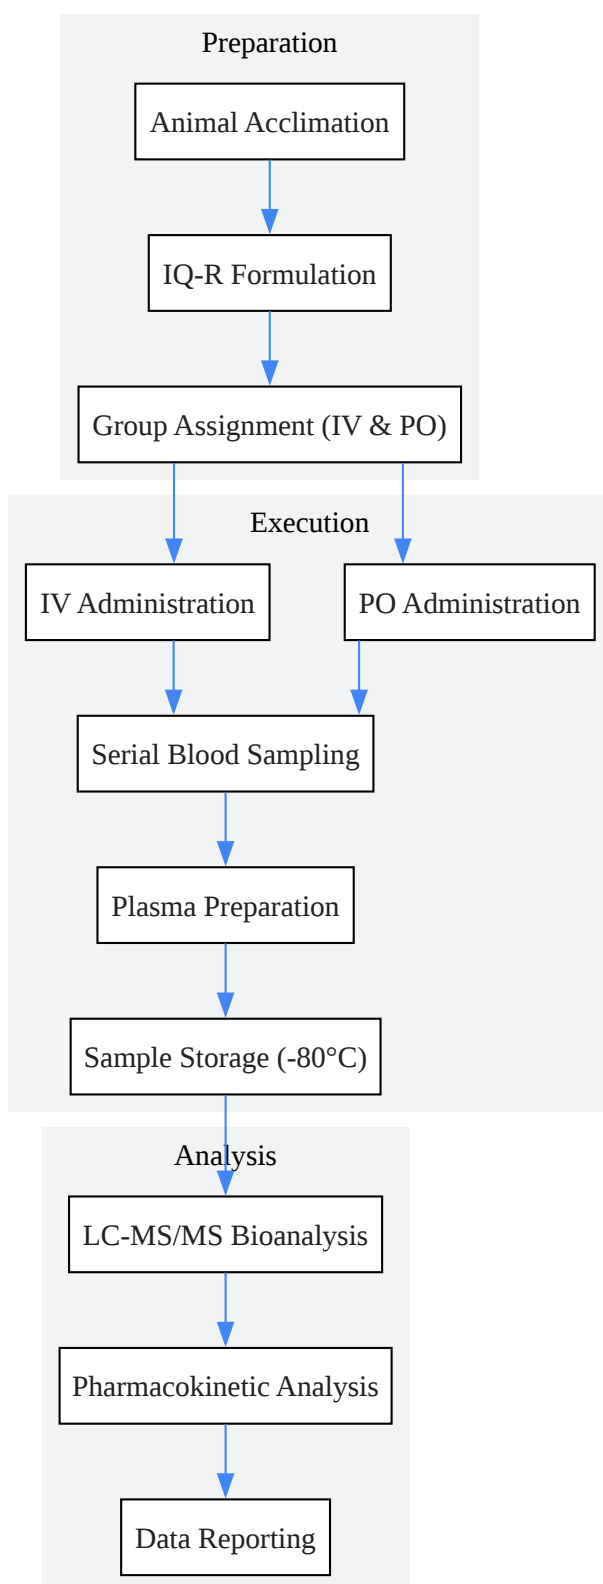 Preparation
Animal Acclimation
IQ-R Formulation
Group Assignment (IV & PO)
Execution
IV Administration
PO Administration
Serial Blood Sampling
Plasma Preparation
Sample Storage (-80°C)
Analysis
LC-MS/MS Bioanalysis
Pharmacokinetic Analysis
Data Reporting